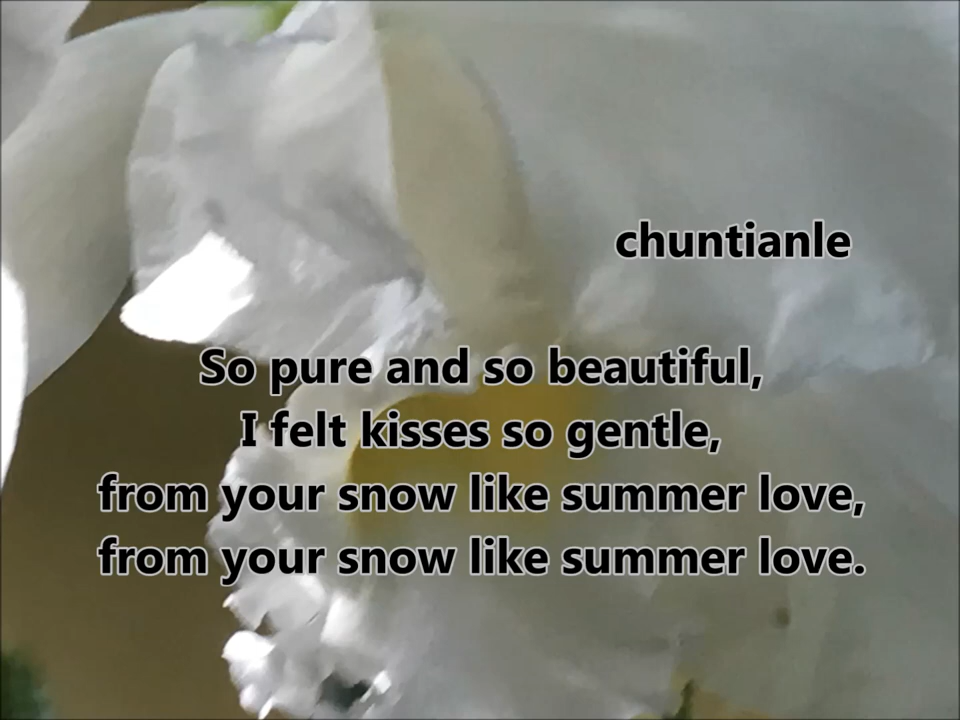 chuntianle
So pure and so beautiful,
I felt kisses so gentle,
from your snow like summer love,
from your snow like summer love.